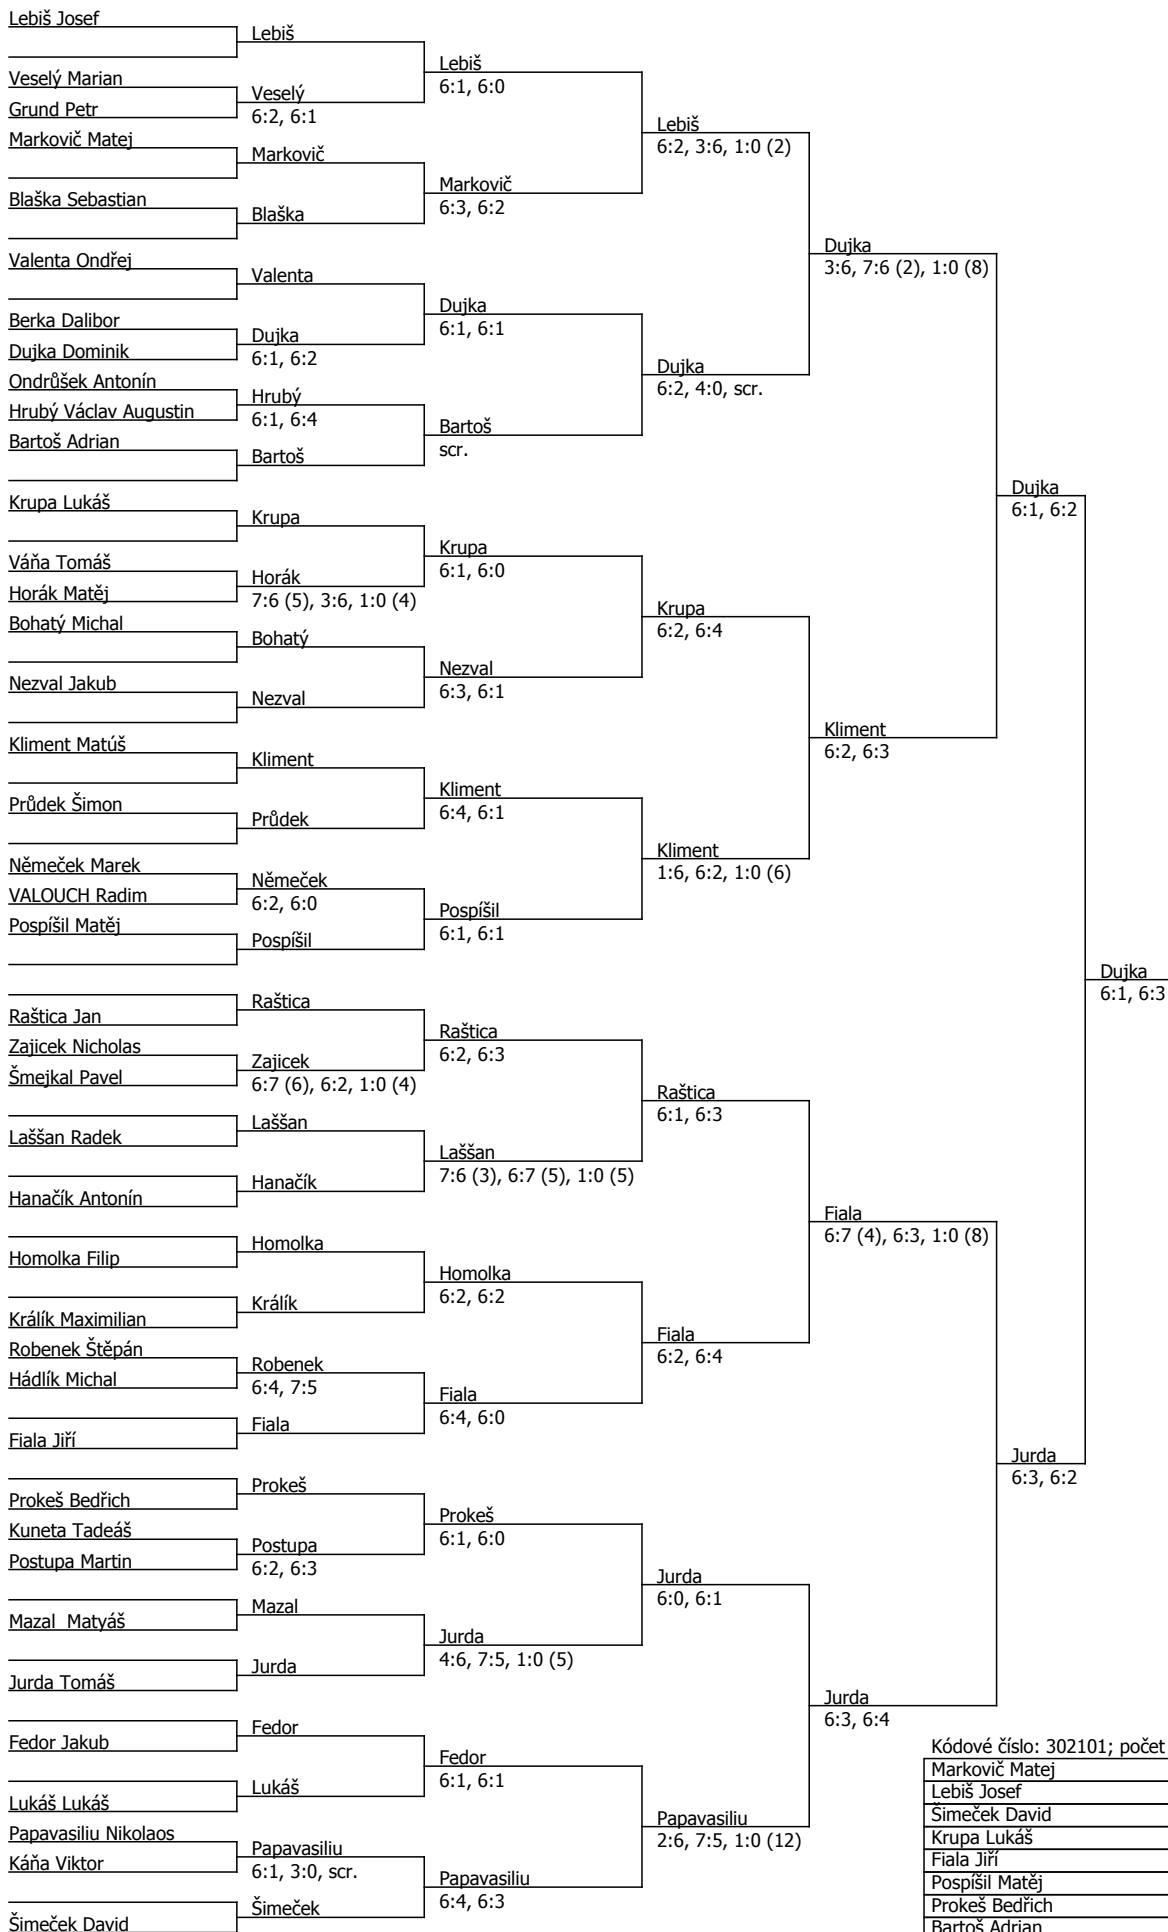 Lebiš Josef
Veselý Marian
Grund Petr
Markovič Matej
Blaška Sebastian
Valenta Ondřej
Berka Dalibor
Dujka Dominik
Ondrůšek Antonín
Hrubý Václav Augustin
Bartoš Adrian
Krupa Lukáš
Váňa Tomáš
Horák Matěj
Bohatý Michal
Nezval Jakub
Kliment Matúš
Průdek Šimon
Němeček Marek
VALOUCH Radim
Pospíšil Matěj
Raštica Jan
Zajicek Nicholas
Šmejkal Pavel
Laššan Radek
Hanačík Antonín
Homolka Filip
Králík Maximilian
Robenek Štěpán
Hádlík Michal
Fiala Jiří
Prokeš Bedřich
Kuneta Tadeáš
Postupa Martin
Mazal  Matyáš
Jurda Tomáš
Fedor Jakub
Lukáš Lukáš
Papavasiliu Nikolaos
Káňa Viktor
Šimeček David
Lebiš
Veselý
6:2, 6:1
Markovič
Blaška
Valenta
Dujka
6:1, 6:2
Hrubý
6:1, 6:4
Bartoš
Krupa
Horák
7:6 (5), 3:6, 1:0 (4)
Bohatý
Nezval
Kliment
Průdek
Němeček
6:2, 6:0
Pospíšil
Raštica
Zajicek
6:7 (6), 6:2, 1:0 (4)
Laššan
Hanačík
Homolka
Králík
Robenek
6:4, 7:5
Fiala
Prokeš
Postupa
6:2, 6:3
Mazal
Jurda
Fedor
Lukáš
Papavasiliu
6:1, 3:0, scr.
Šimeček
Lebiš
6:1, 6:0
Markovič
6:3, 6:2
Dujka
6:1, 6:1
Bartoš
scr.
Krupa
6:1, 6:0
Nezval
6:3, 6:1
Kliment
6:4, 6:1
Pospíšil
6:1, 6:1
Raštica
6:2, 6:3
Laššan
7:6 (3), 6:7 (5), 1:0 (5)
Homolka
6:2, 6:2
Fiala
6:4, 6:0
Prokeš
6:1, 6:0
Jurda
4:6, 7:5, 1:0 (5)
Fedor
6:1, 6:1
Papavasiliu
6:4, 6:3
Lebiš
6:2, 3:6, 1:0 (2)
Dujka
6:2, 4:0, scr.
Krupa
6:2, 6:4
Kliment
1:6, 6:2, 1:0 (6)
Raštica
6:1, 6:3
Fiala
6:2, 6:4
Jurda
6:0, 6:1
Papavasiliu
2:6, 7:5, 1:0 (12)
Dujka
3:6, 7:6 (2), 1:0 (8)
Kliment
6:2, 6:3
Fiala
6:7 (4), 6:3, 1:0 (8)
Jurda
6:3, 6:4
Dujka
6:1, 6:2
Jurda
6:3, 6:2
Dujka
6:1, 6:3
Kódové číslo: 302101; počet
Markovič Matej
Lebiš Josef
Šimeček David
Krupa Lukáš
Fiala Jiří
Pospíšil Matěj
Prokeš Bedřich
Bartoš Adrian